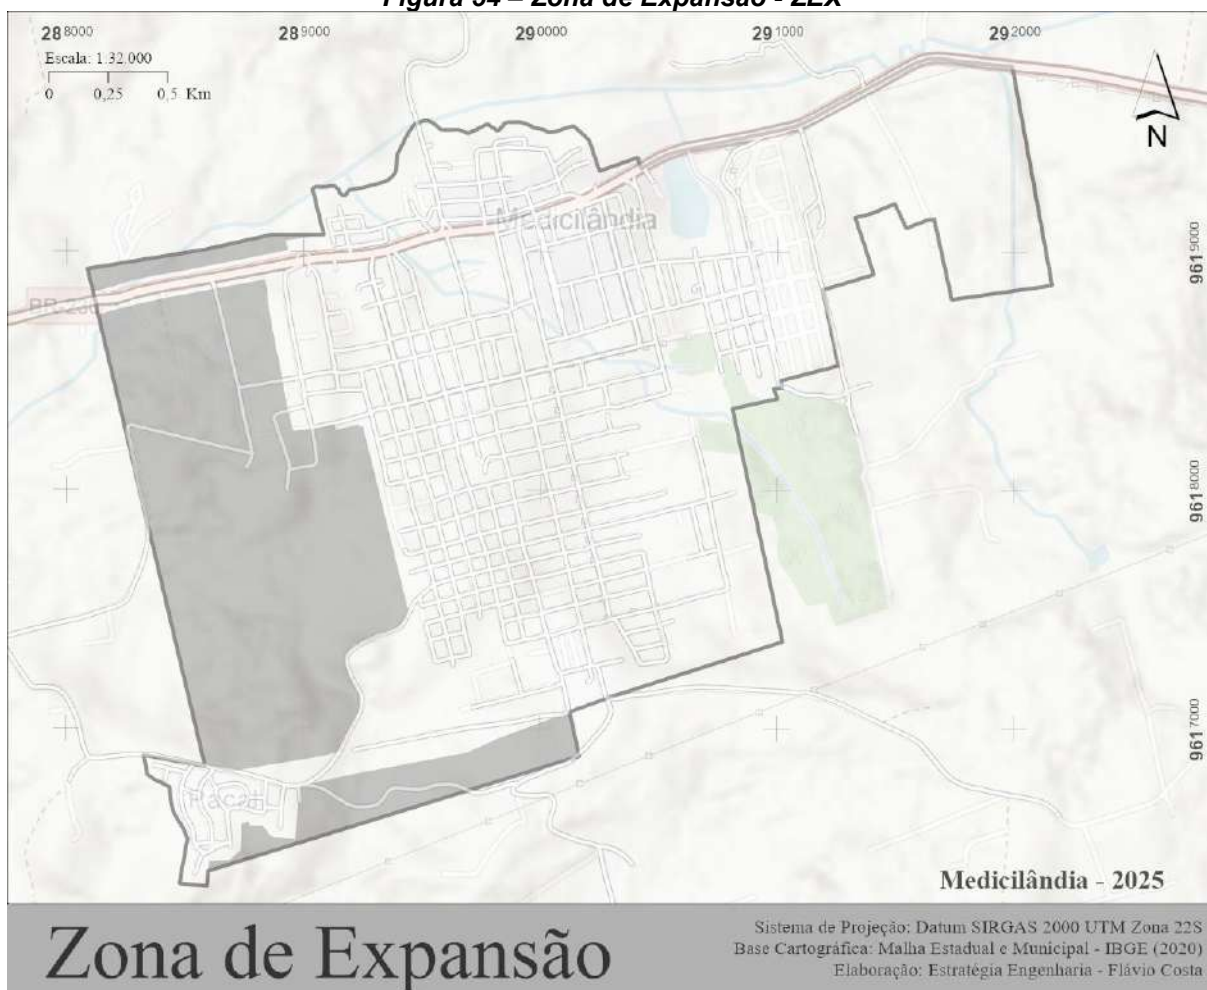 Figura 54 – Zona de Expansão - ZEX
288000 289000 290000 291000 292000
Escala: 1:32.000
0 0,25 0,5 Km
N
Medicilândia
9619000
BR-230
9618000
9617000
Pacal
Medicilândia - 2025
Zona de Expansão
Sistema de Projeção: Datum SIRGAS 2000 UTM Zona 22S
Base Cartográfica: Malha Estadual e Municipal - IBGE (2020)
Elaboração: Estratégia Engenharia - Flávio Costa